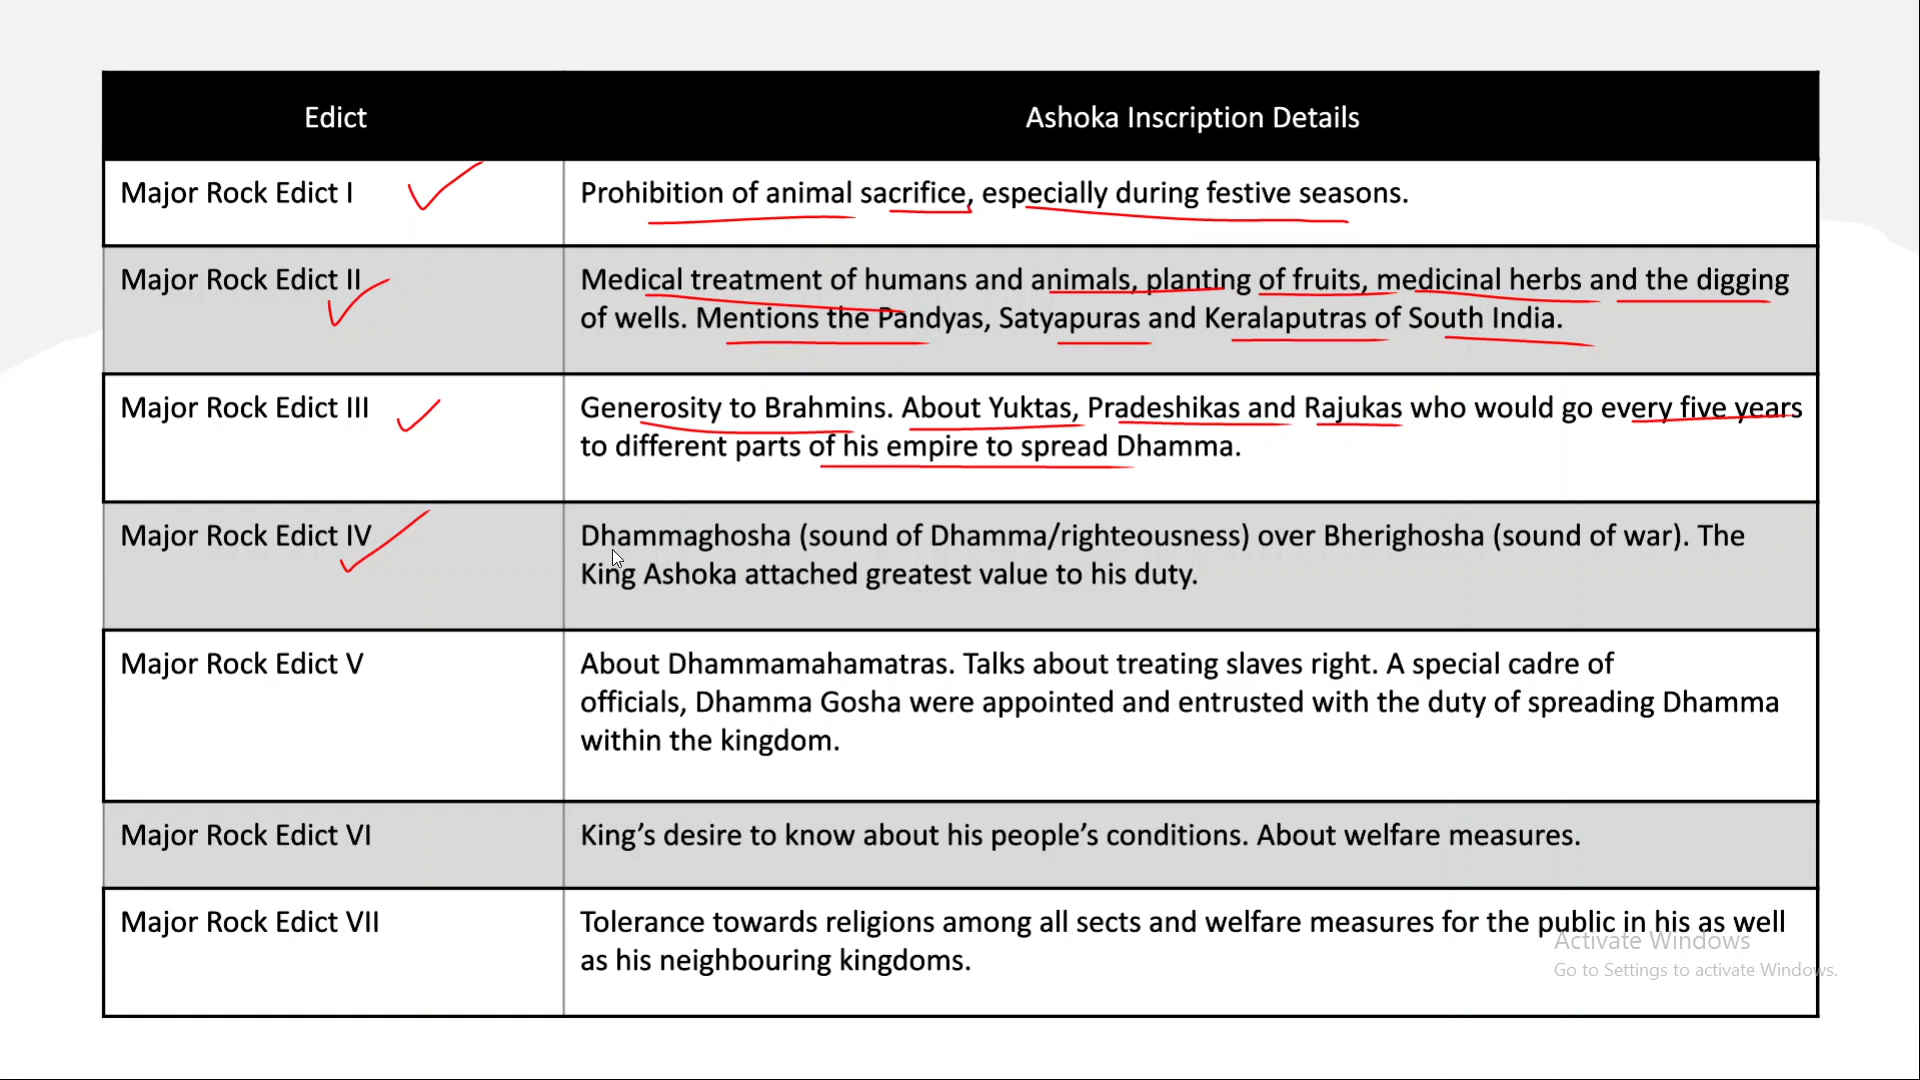 Edict
Ashoka Inscription Details
Major Rock Edict I
Prohibition of animal sacrifice, especially during festive seasons.
Major Rock Edict II
Medical treatment of humans and animals, planting of fruits, medicinal herbs and the digging
of wells. Mentions the Pandyas, Satyapuras and Keralaputras of South India.
Major Rock Edict III
Generosity to Brahmins. About Yuktas, Pradeshikas and Rajukas who would go every five years
to different parts of his empire to spread Dhamma.
Major Rock Edict IV
Dhammaghosha (sound of Dhamma/righteousness) over Bherighosha (sound of war). The
King Ashoka attached greatest value to his duty.
Major Rock Edict V
About Dhammamahamatras. Talks about treating slaves right. A special cadre of
officials, Dhamma Gosha were appointed and entrusted with the duty of spreading Dhamma
within the kingdom.
Major Rock Edict VI
King’s desire to know about his people’s conditions. About welfare measures.
Major Rock Edict VII
Tolerance towards religions among all sects and welfare measures for the public in his as well
as his neighbouring kingdoms.
Activate Windows
Go to Settings to activate Windows.